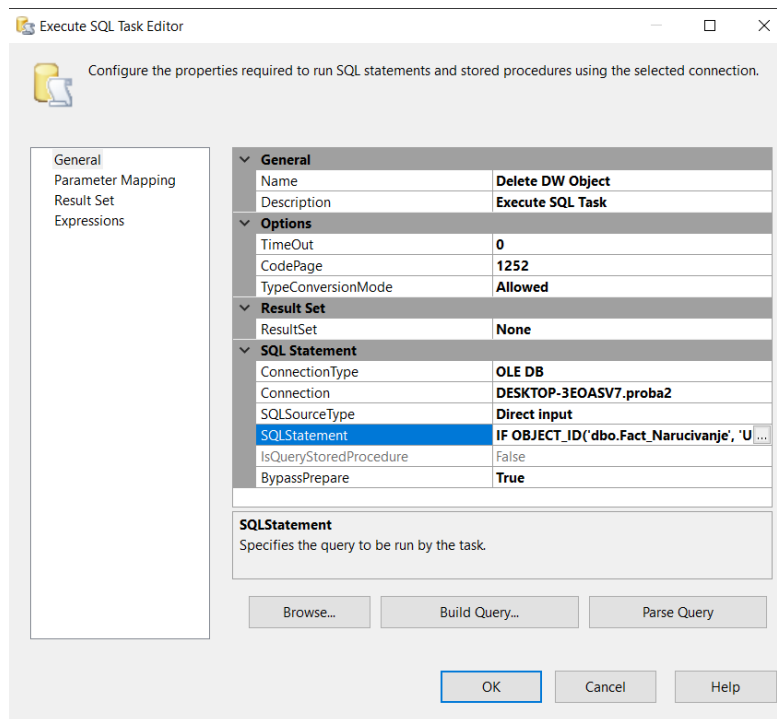 Execute SQL Task Editor
Configure the properties required to run SQL statements and stored procedures using the selected connection.
General
Parameter Mapping
Result Set
Expressions
General
Name Delete DW Object
Description Execute SQL Task
Options
TimeOut 0
CodePage 1252
TypeConversionMode Allowed
Result Set
ResultSet None
SQL Statement
ConnectionType OLE DB
Connection DESKTOP-3EOASV7.proba2
SQLSourceType Direct input
SQLStatement IF OBJECT_ID('dbo.Fact_Narucivanje', 'U ...
IsQueryStoredProcedure False
BypassPrepare True
SQLStatement
Specifies the query to be run by the task.
Browse... Build Query... Parse Query
OK Cancel Help